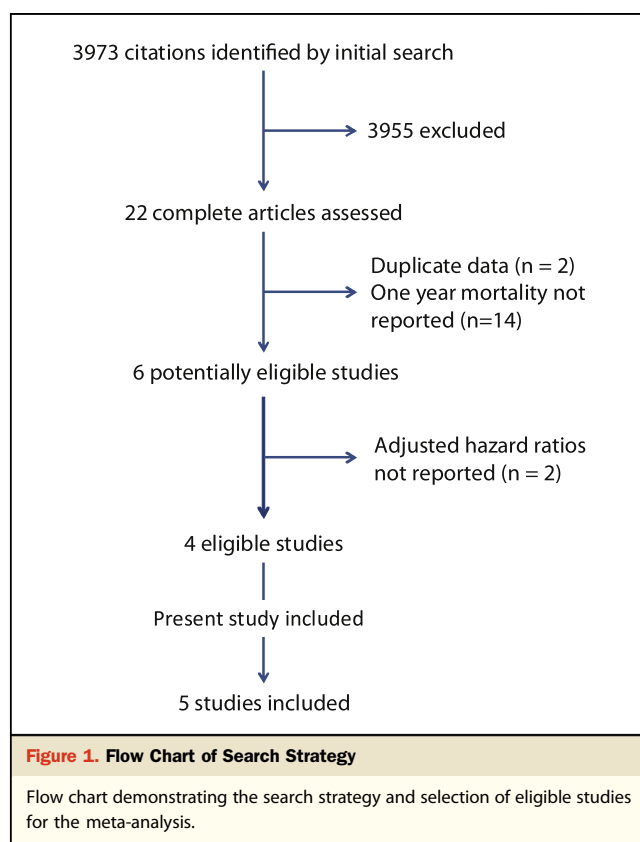 3973 citations identified by initial search
3955 excluded
22 complete articles assessed
Duplicate data (n = 2)
One year mortality not
reported (n=14)
6 potentially eligible studies
Adjusted hazard ratios
not reported (n = 2)
4 eligible studies
Present study included
5 studies included
Figure 1. Flow Chart of Search Strategy
Flow chart demonstrating the search strategy and selection of eligible studies
for the meta-analysis.